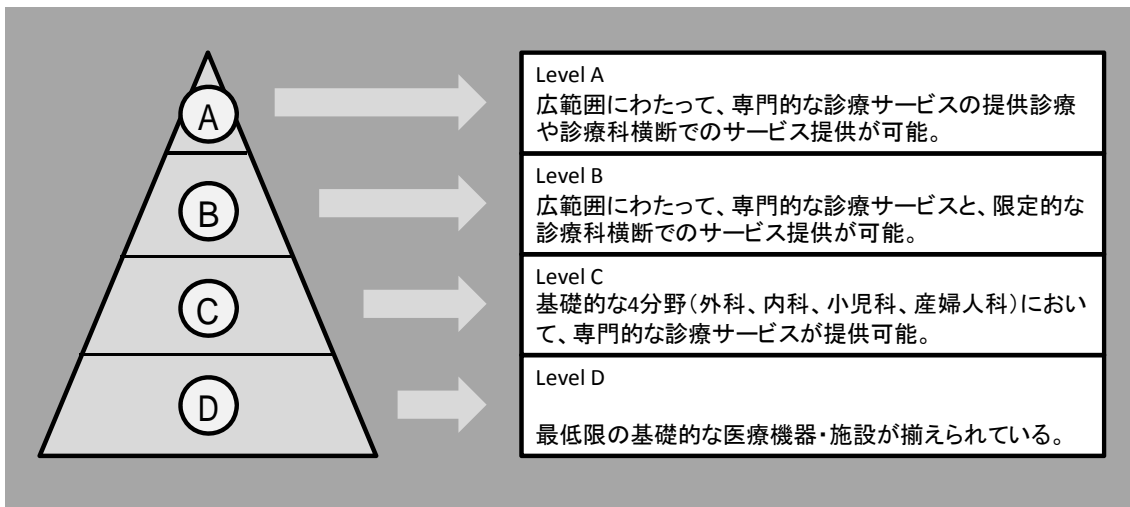 A
B
C
D
Level A
広範囲にわたって、専門的な診療サービスの提供診療
や診療科横断でのサービス提供が可能。
Level B
広範囲にわたって、専門的な診療サービスと、限定的な
診療科横断でのサービス提供が可能。
Level C
基礎的な4分野(外科、内科、小児科、産婦人科)におい
て、専門的な診療サービスが提供可能。
Level D
最低限の基礎的な医療機器・施設が揃えられている。